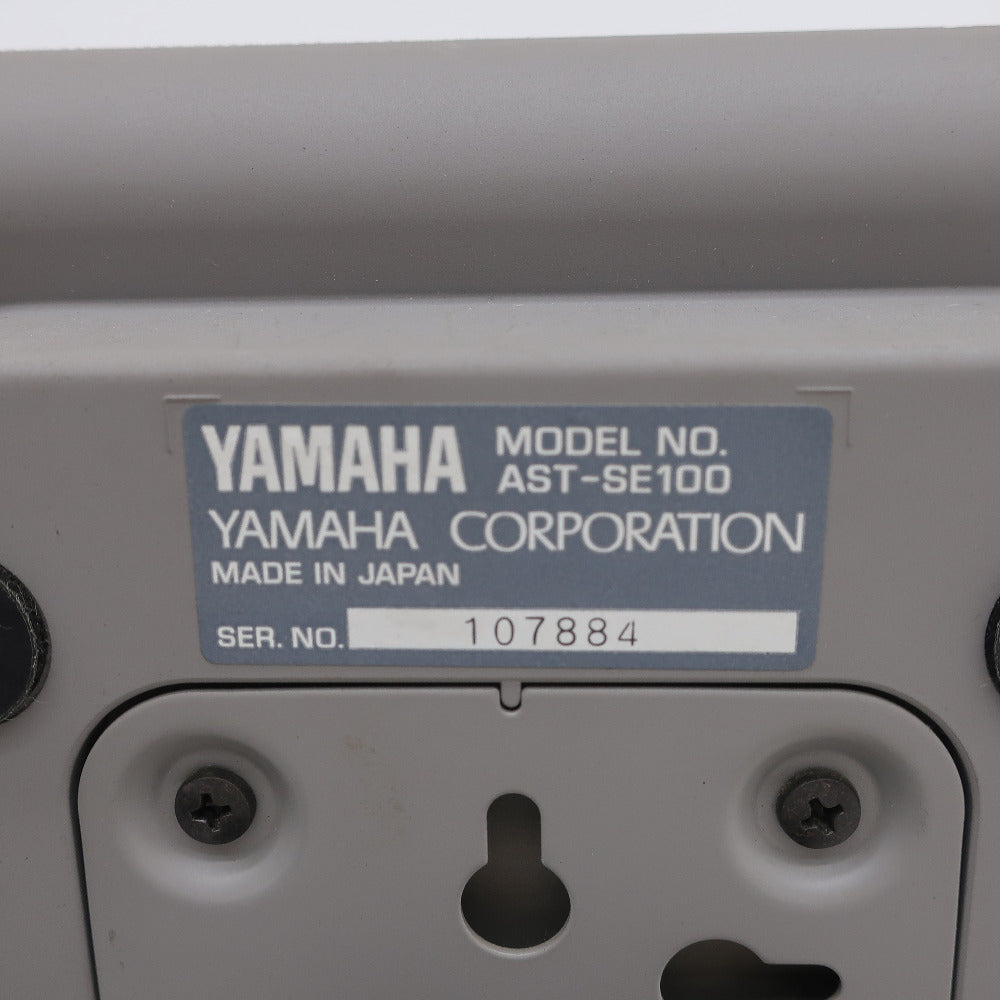 YAMAHA MODEL NO.
AST-SE100
YAMAHA CORPORATION
MADE IN JAPAN
SER. NO. 107884